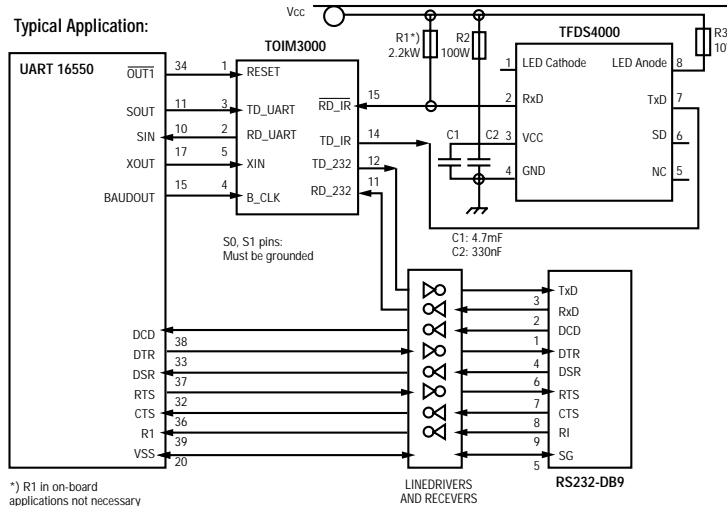 Typical Application:
Vcc
R1*)
2.2kW
R2
100W
R3
TOIM3000
TFDS4000
UART 16550
OUT1 34 1 RESET
SOUT 11 3 TD_UART
SIN 10 2 RD_UART
XOUT 17 5 XIN
BAUDOUT 15 4 B_CLK
RD_IR 15
TD_IR 14
TD_232 12
RD_232 11
1 LED Cathode LED Anode 8
2 RxD TxD 7
3 VCC SD 6
4 GND NC 5
C1 C2
C1: 4.7mF
C2: 330nF
S0, S1 pins:
Must be grounded
TxD
3 RxD
2 DCD
1 DTR
4 DSR
6 RTS
7 CTS
8 RI
9 SG
5
DCD
38
DTR
33
DSR
37
RTS
32
CTS
36
R1
39
VSS
20
LINEDRIVERS
AND RECEVERS
RS232-DB9
*) R1 in on-board
applications not necessary